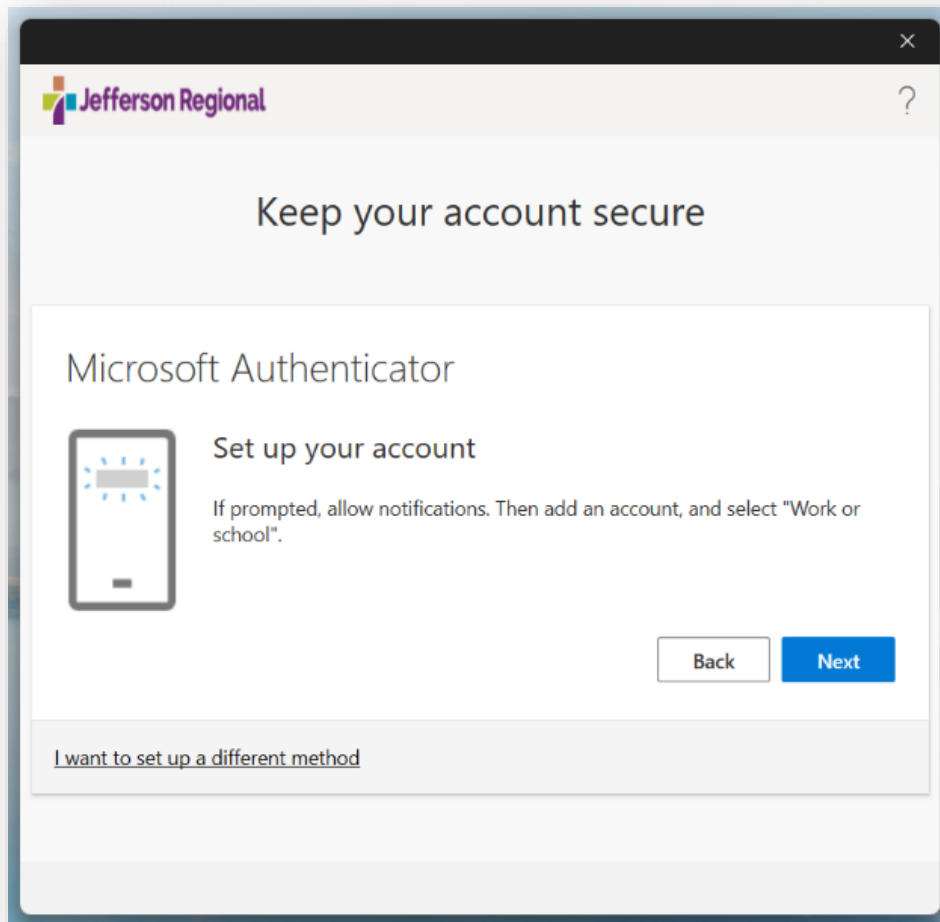 Jefferson Regional
?
Keep your account secure
Microsoft Authenticator
Set up your account
If prompted, allow notifications. Then add an account, and select "Work or
school".
Back
Next
I want to set up a different method